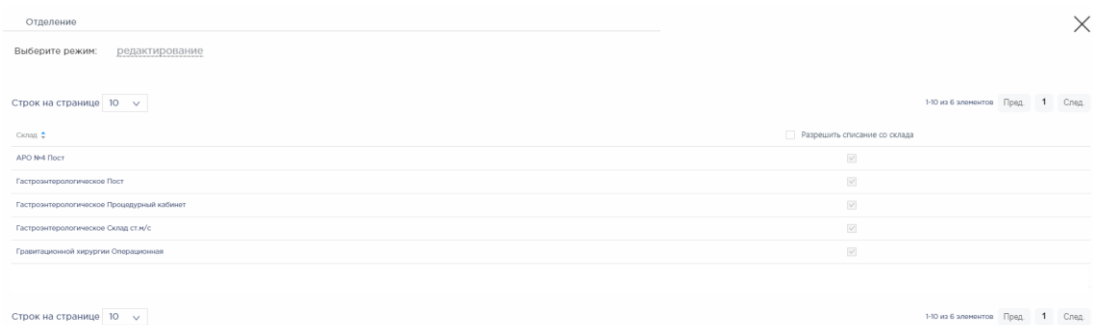 Отделение
Выберите режим: редактирование
Строк на странице 10 1-10 из 6 элементов Пред. 1 След.
Склад Разрешить списание со склада
АРО №4 Пост
Гастроэнтерологическое Пост
Гастроэнтерологическое Процедурный кабинет
Гастроэнтерологическое Склад ст.м/с
Гравитационной хирургии Операционная
Строк на странице 10 1-10 из 6 элементов Пред. 1 След.